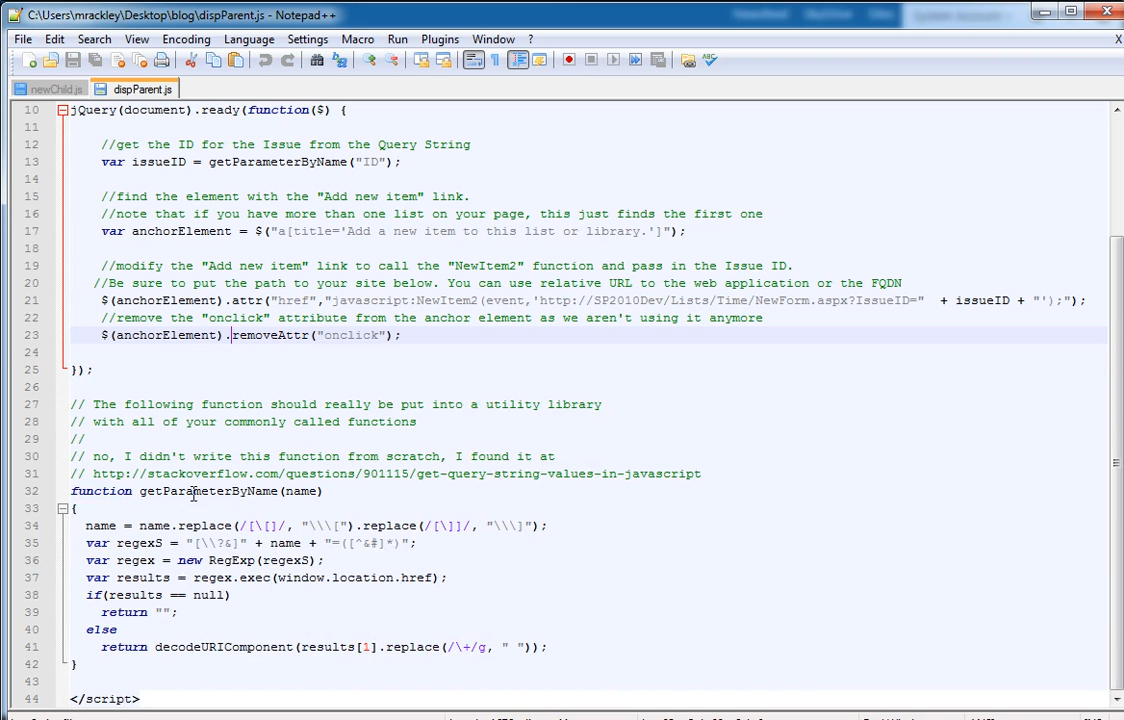 C:\Users\mrackley\Desktop\blog\dispParent.js - Notepad++
File Edit Search View Encoding Language Settings Macro Run Plugins Window ? X
newChild.js dispParent.js
10 jQuery(document).ready(function($) {
11
12 //get the ID for the Issue from the Query String
13 var issueID = getParameterByName("ID");
14
15 //find the element with the "Add new item" link.
16 //note that if you have more than one list on your page, this just finds the first one
17 var anchorElement = $("a[title='Add a new item to this list or library.']");
18
19 //modify the "Add new item" link to call the "NewItem2" function and pass in the Issue ID.
20 //Be sure to put the path to your site below. You can use relative URL to the web application or the FQDN
21 $(anchorElement).attr("href","javascript:NewItem2(event,'http://SP2010Dev/Lists/Time/NewForm.aspx?IssueID=" + issueID + "');");
22 //remove the "onclick" attribute from the anchor element as we aren't using it anymore
23 $(anchorElement).removeAttr("onclick");
24
25 });
26
27 // The following function should really be put into a utility library
28 // with all of your commonly called functions
29 //
30 // no, I didn't write this function from scratch, I found it at
31 // http://stackoverflow.com/questions/901115/get-query-string-values-in-javascript
32 function getParameterByName(name)
33 {
34 name = name.replace(/[\[]/, "\\\[").replace(/[\]]/, "\\\]");
35 var regexS = "[\\?&]" + name + "=([^&#]*)";
36 var regex = new RegExp(regexS);
37 var results = regex.exec(window.location.href);
38 if(results == null)
39 return "";
40 else
41 return decodeURIComponent(results[1].replace(/\+/g, " "));
42 }
43
44 </script>